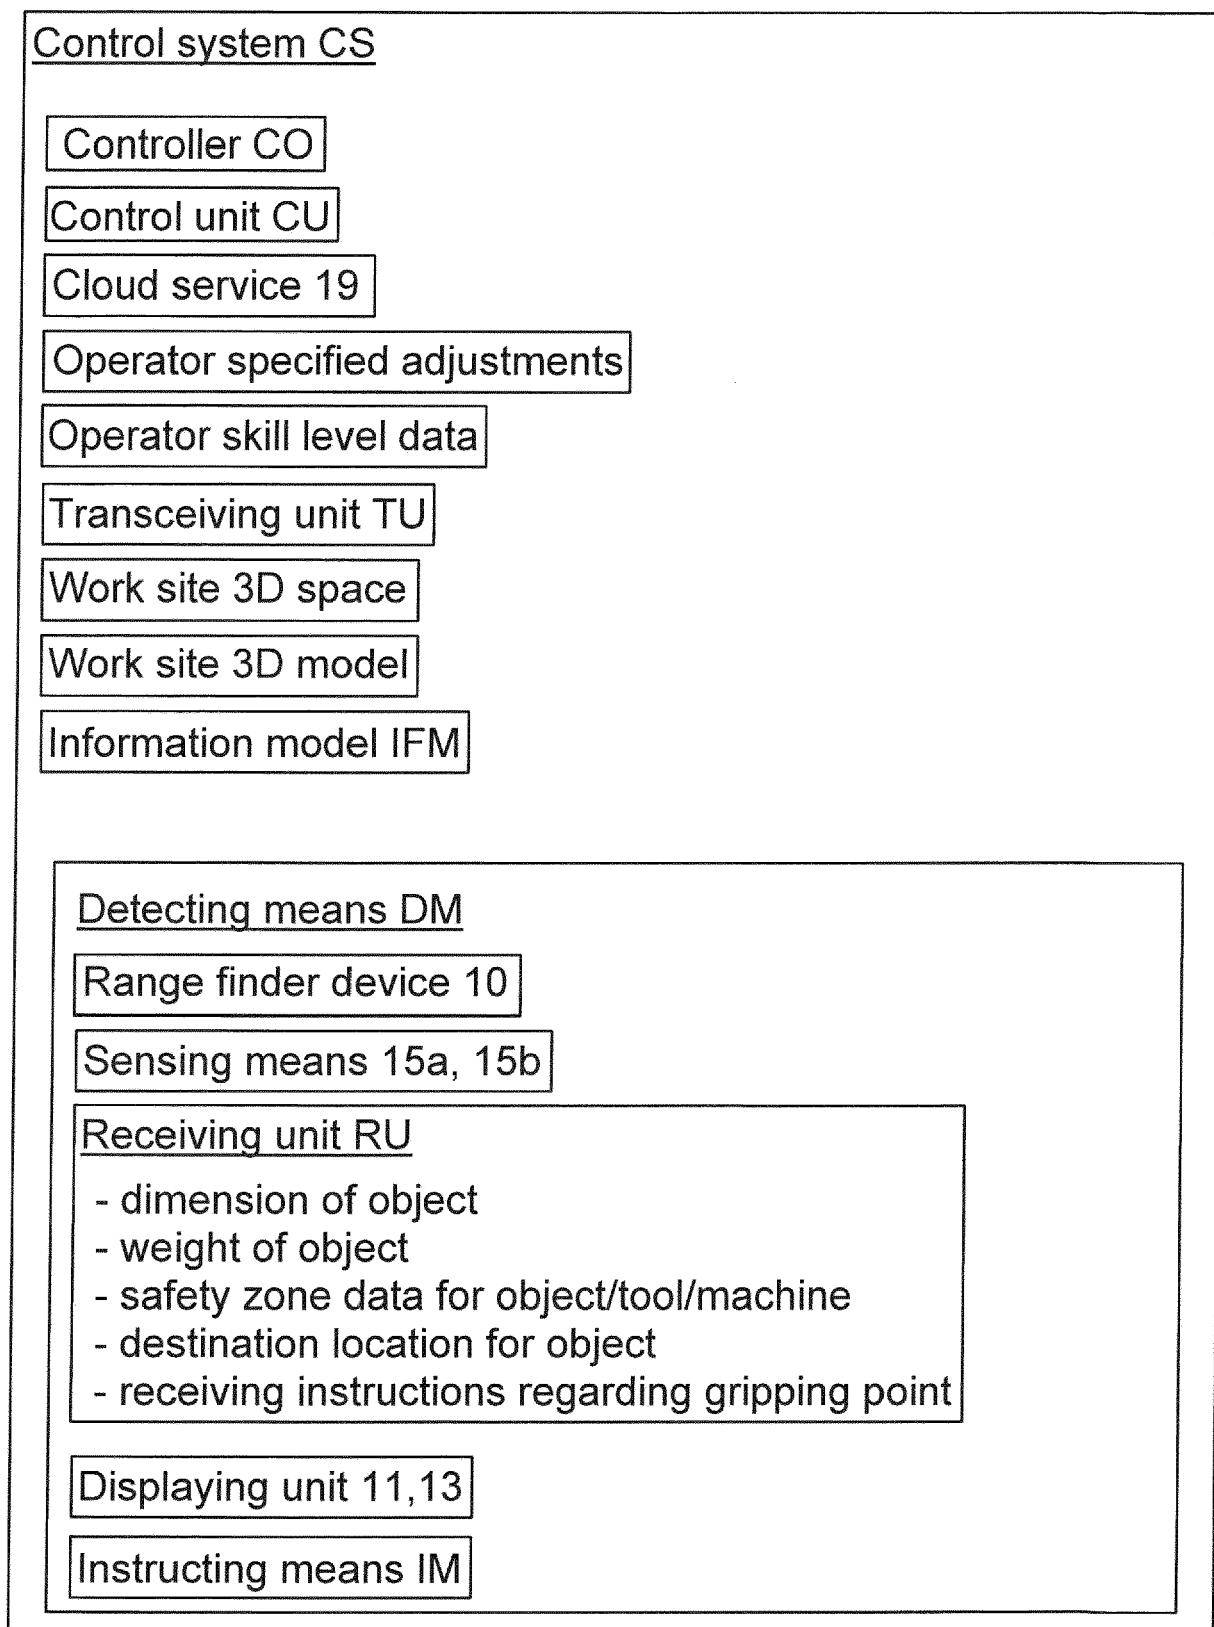 Control system CS
Controller CO
Control unit CU
Cloud service 19
Operator specified adjustments
Operator skill level data
Transceiving unit TU
Work site 3D space
Work site 3D model
Information model IFM
Detecting means DM
Range finder device 10
Sensing means 15a, 15b
Receiving unit RU
- dimension of object
- weight of object
- safety zone data for object/tool/machine
- destination location for object
- receiving instructions regarding gripping point
Displaying unit 11,13
Instructing means IM